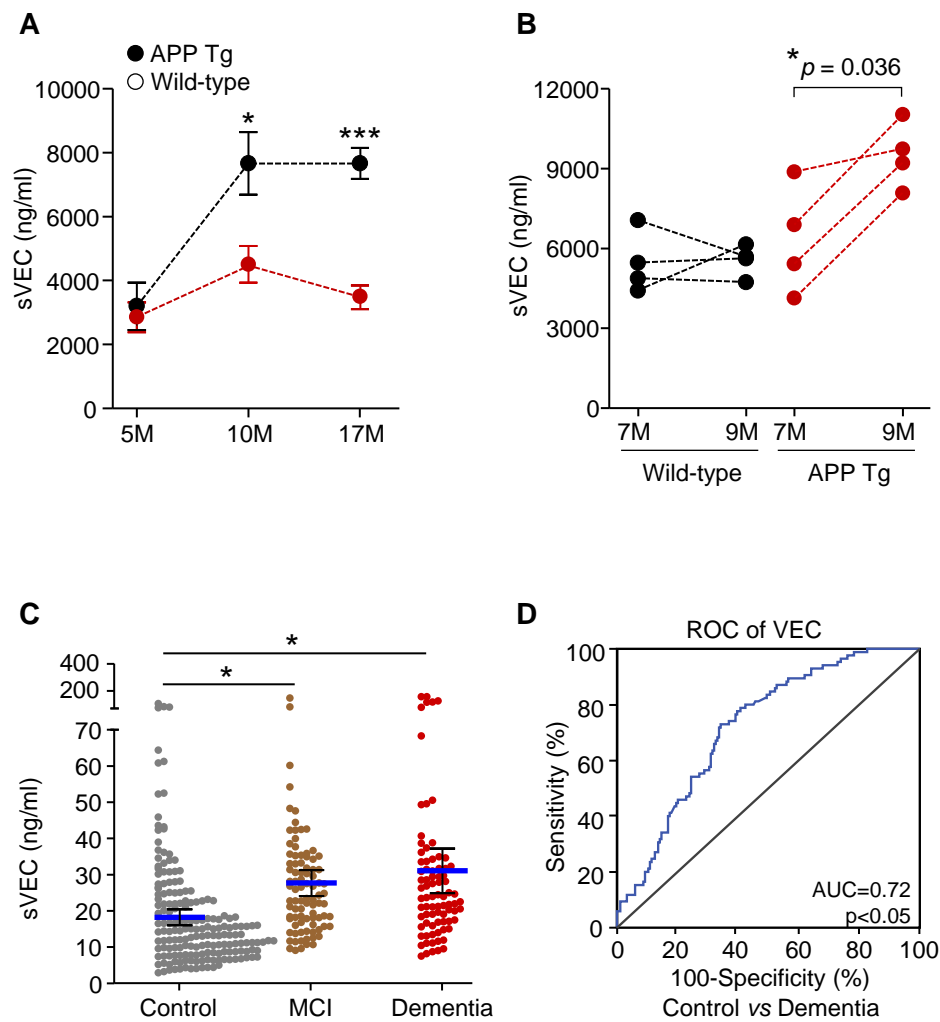 A
APP Tg
Wild-type
10000
8000
6000
4000
2000
0
sVEC (ng/ml)
*
***
5M
10M
17M
B
* p = 0.036
12000
9000
6000
3000
0
sVEC (ng/ml)
7M
9M
7M
9M
Wild-type
APP Tg
C
*
*
400
200
70
60
50
40
30
20
10
0
sVEC (ng/ml)
Control
MCI
Dementia
D
ROC of VEC
100
80
60
40
20
0
Sensitivity (%)
AUC=0.72
p<0.05
0
20
40
60
80
100
100-Specificity (%)
Control vs Dementia